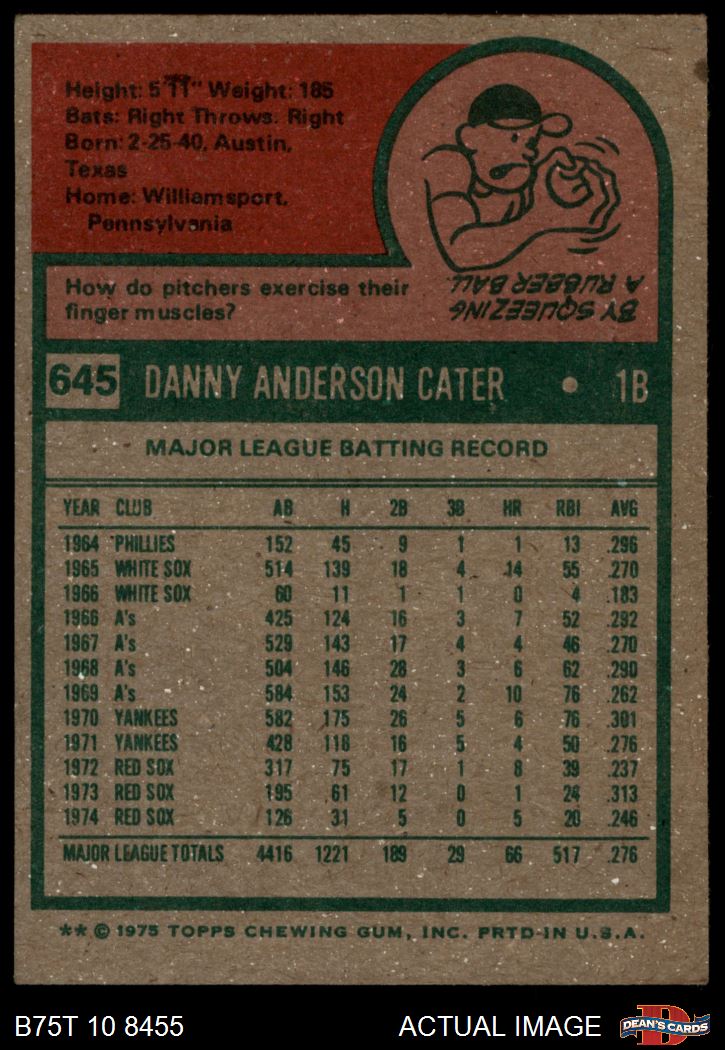 Height: 5'11" Weight: 185
Bats: Right Throws: Right
Born: 2-25-40, Austin,
Texas
Home: Williamsport,
Pennsylvania
How do pitchers exercise their
finger muscles?
BY SQUEEZING
A RUBBER BALL.
645 DANNY ANDERSON CATER • 1B
MAJOR LEAGUE BATTING RECORD
YEAR CLUB AB H 2B 3B HR RBI AVG
1964 PHILLIES 152 45 9 1 1 13 .296
1965 WHITE SOX 514 139 18 4 14 55 .270
1966 WHITE SOX 60 11 1 1 0 4 .183
1966 A's 425 124 16 3 7 52 .292
1967 A's 529 143 17 4 4 46 .270
1968 A's 504 146 28 3 6 62 .290
1969 A's 584 153 24 2 10 76 .262
1970 YANKEES 582 175 26 5 6 76 .301
1971 YANKEES 428 118 16 5 4 50 .276
1972 RED SOX 317 75 17 1 8 39 .237
1973 RED SOX 195 61 12 0 1 24 .313
1974 RED SOX 126 31 5 0 5 20 .246
MAJOR LEAGUE TOTALS 4416 1221 189 29 66 517 .276
** © 1975 TOPPS CHEWING GUM, INC. PRTD-IN U.S.A.
B75T 10 8455 ACTUAL IMAGE D DEAN'S CARDS